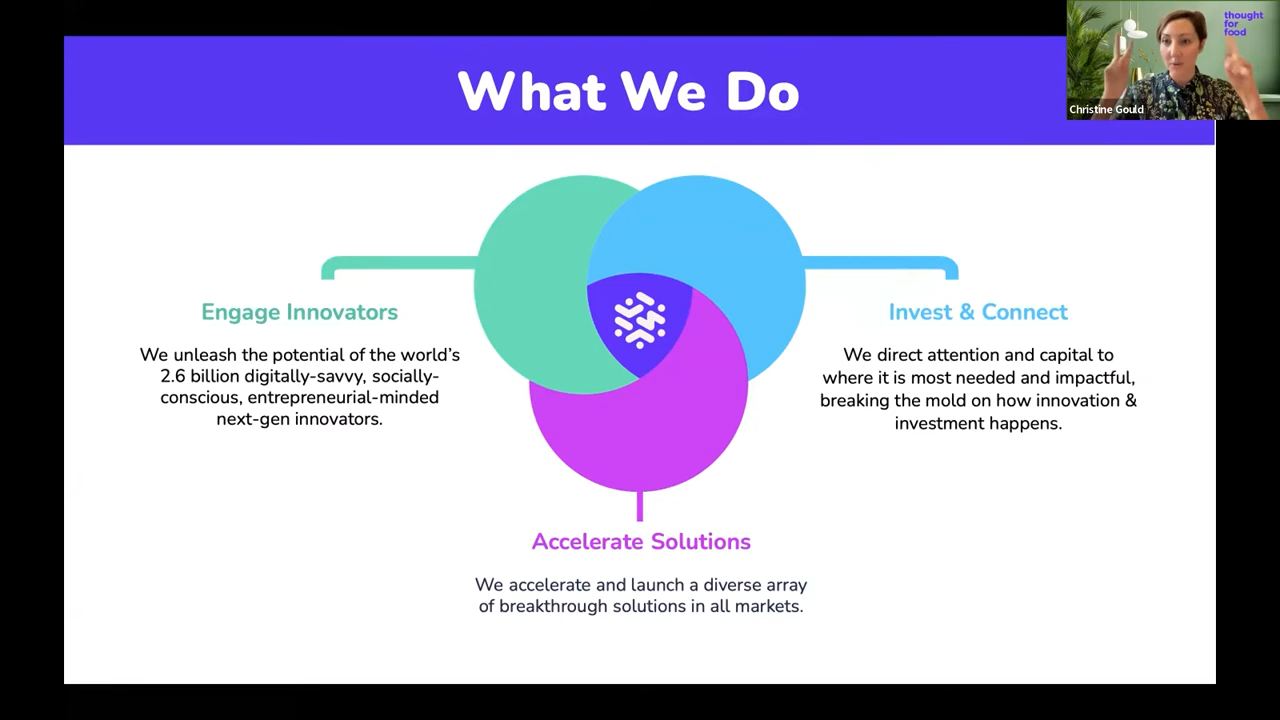 What We Do
thought
for
food
Christine Gould
Engage Innovators
We unleash the potential of the world's
2.6 billion digitally-savvy, socially-
conscious, entrepreneurial-minded
next-gen innovators.
Invest & Connect
We direct attention and capital to
where it is most needed and impactful,
breaking the mold on how innovation &
investment happens.
Accelerate Solutions
We accelerate and launch a diverse array
of breakthrough solutions in all markets.